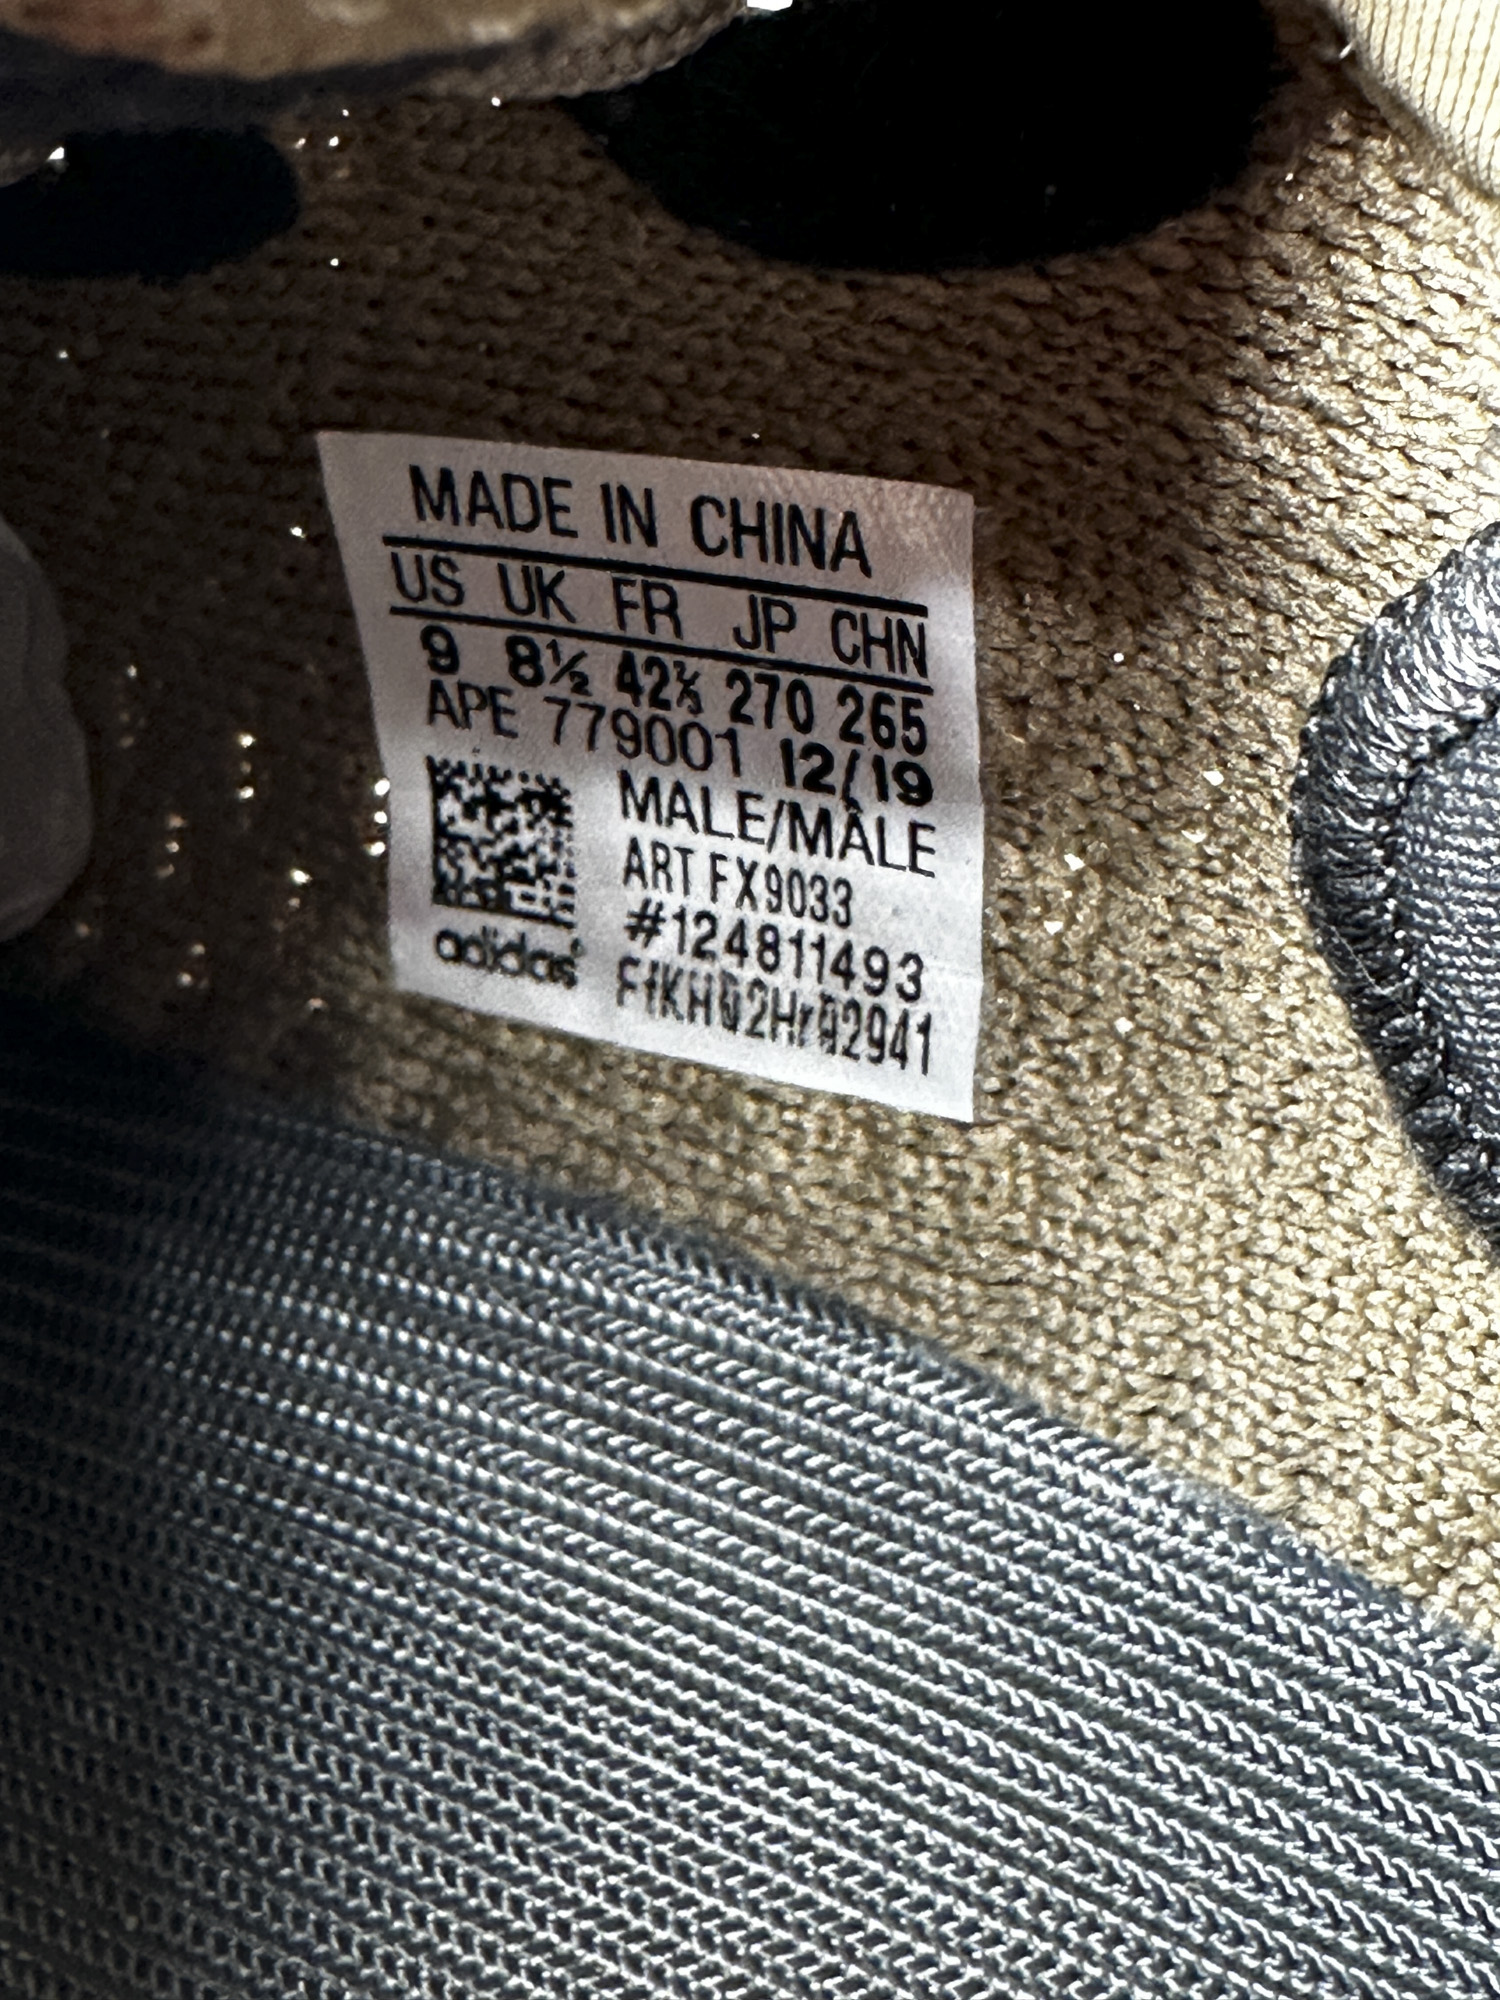 MADE IN CHINA
US UK FR JP CHN
9 8½ 42⅔ 270 265
APE 779001 12/19
MALE/MÂLE
ART FX9033
#124811493
adidas